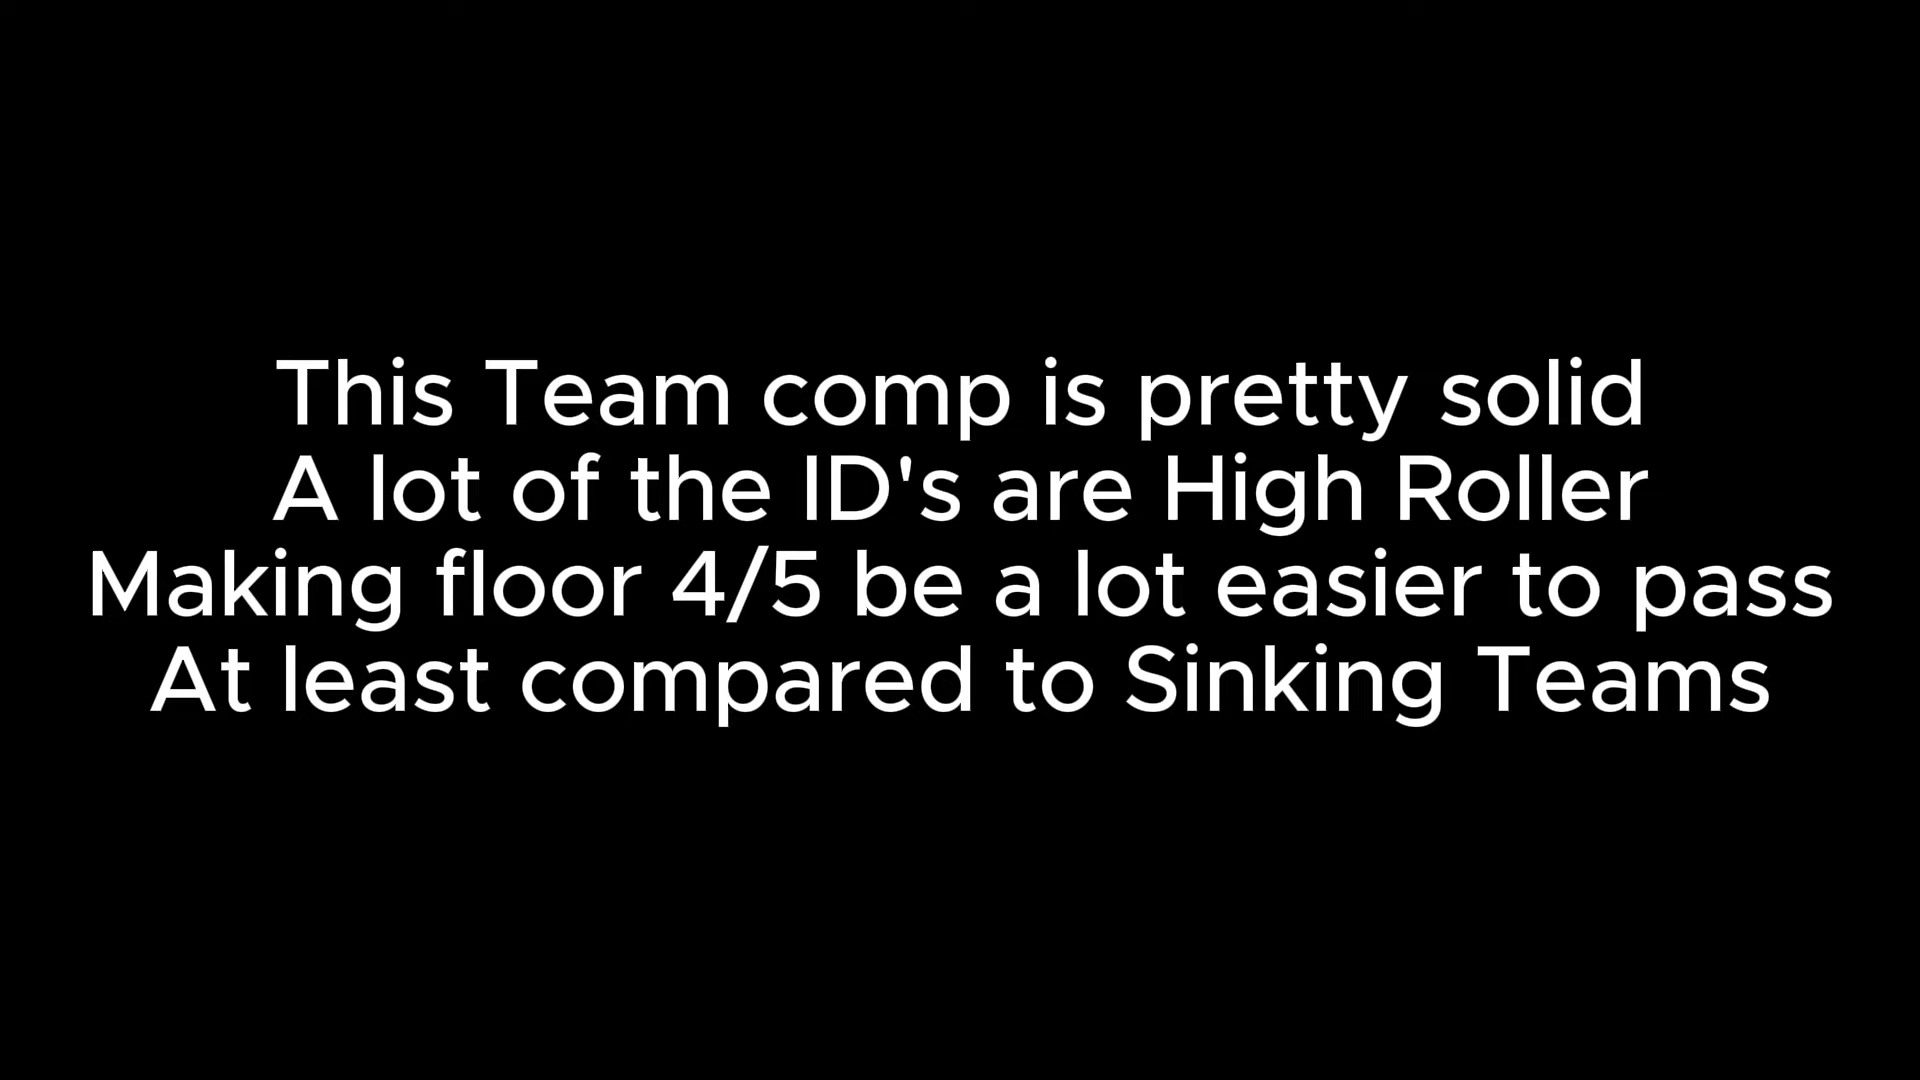 This Team comp is pretty solid
A lot of the ID's are High Roller
Making floor 4/5 be a lot easier to pass
At least compared to Sinking Teams